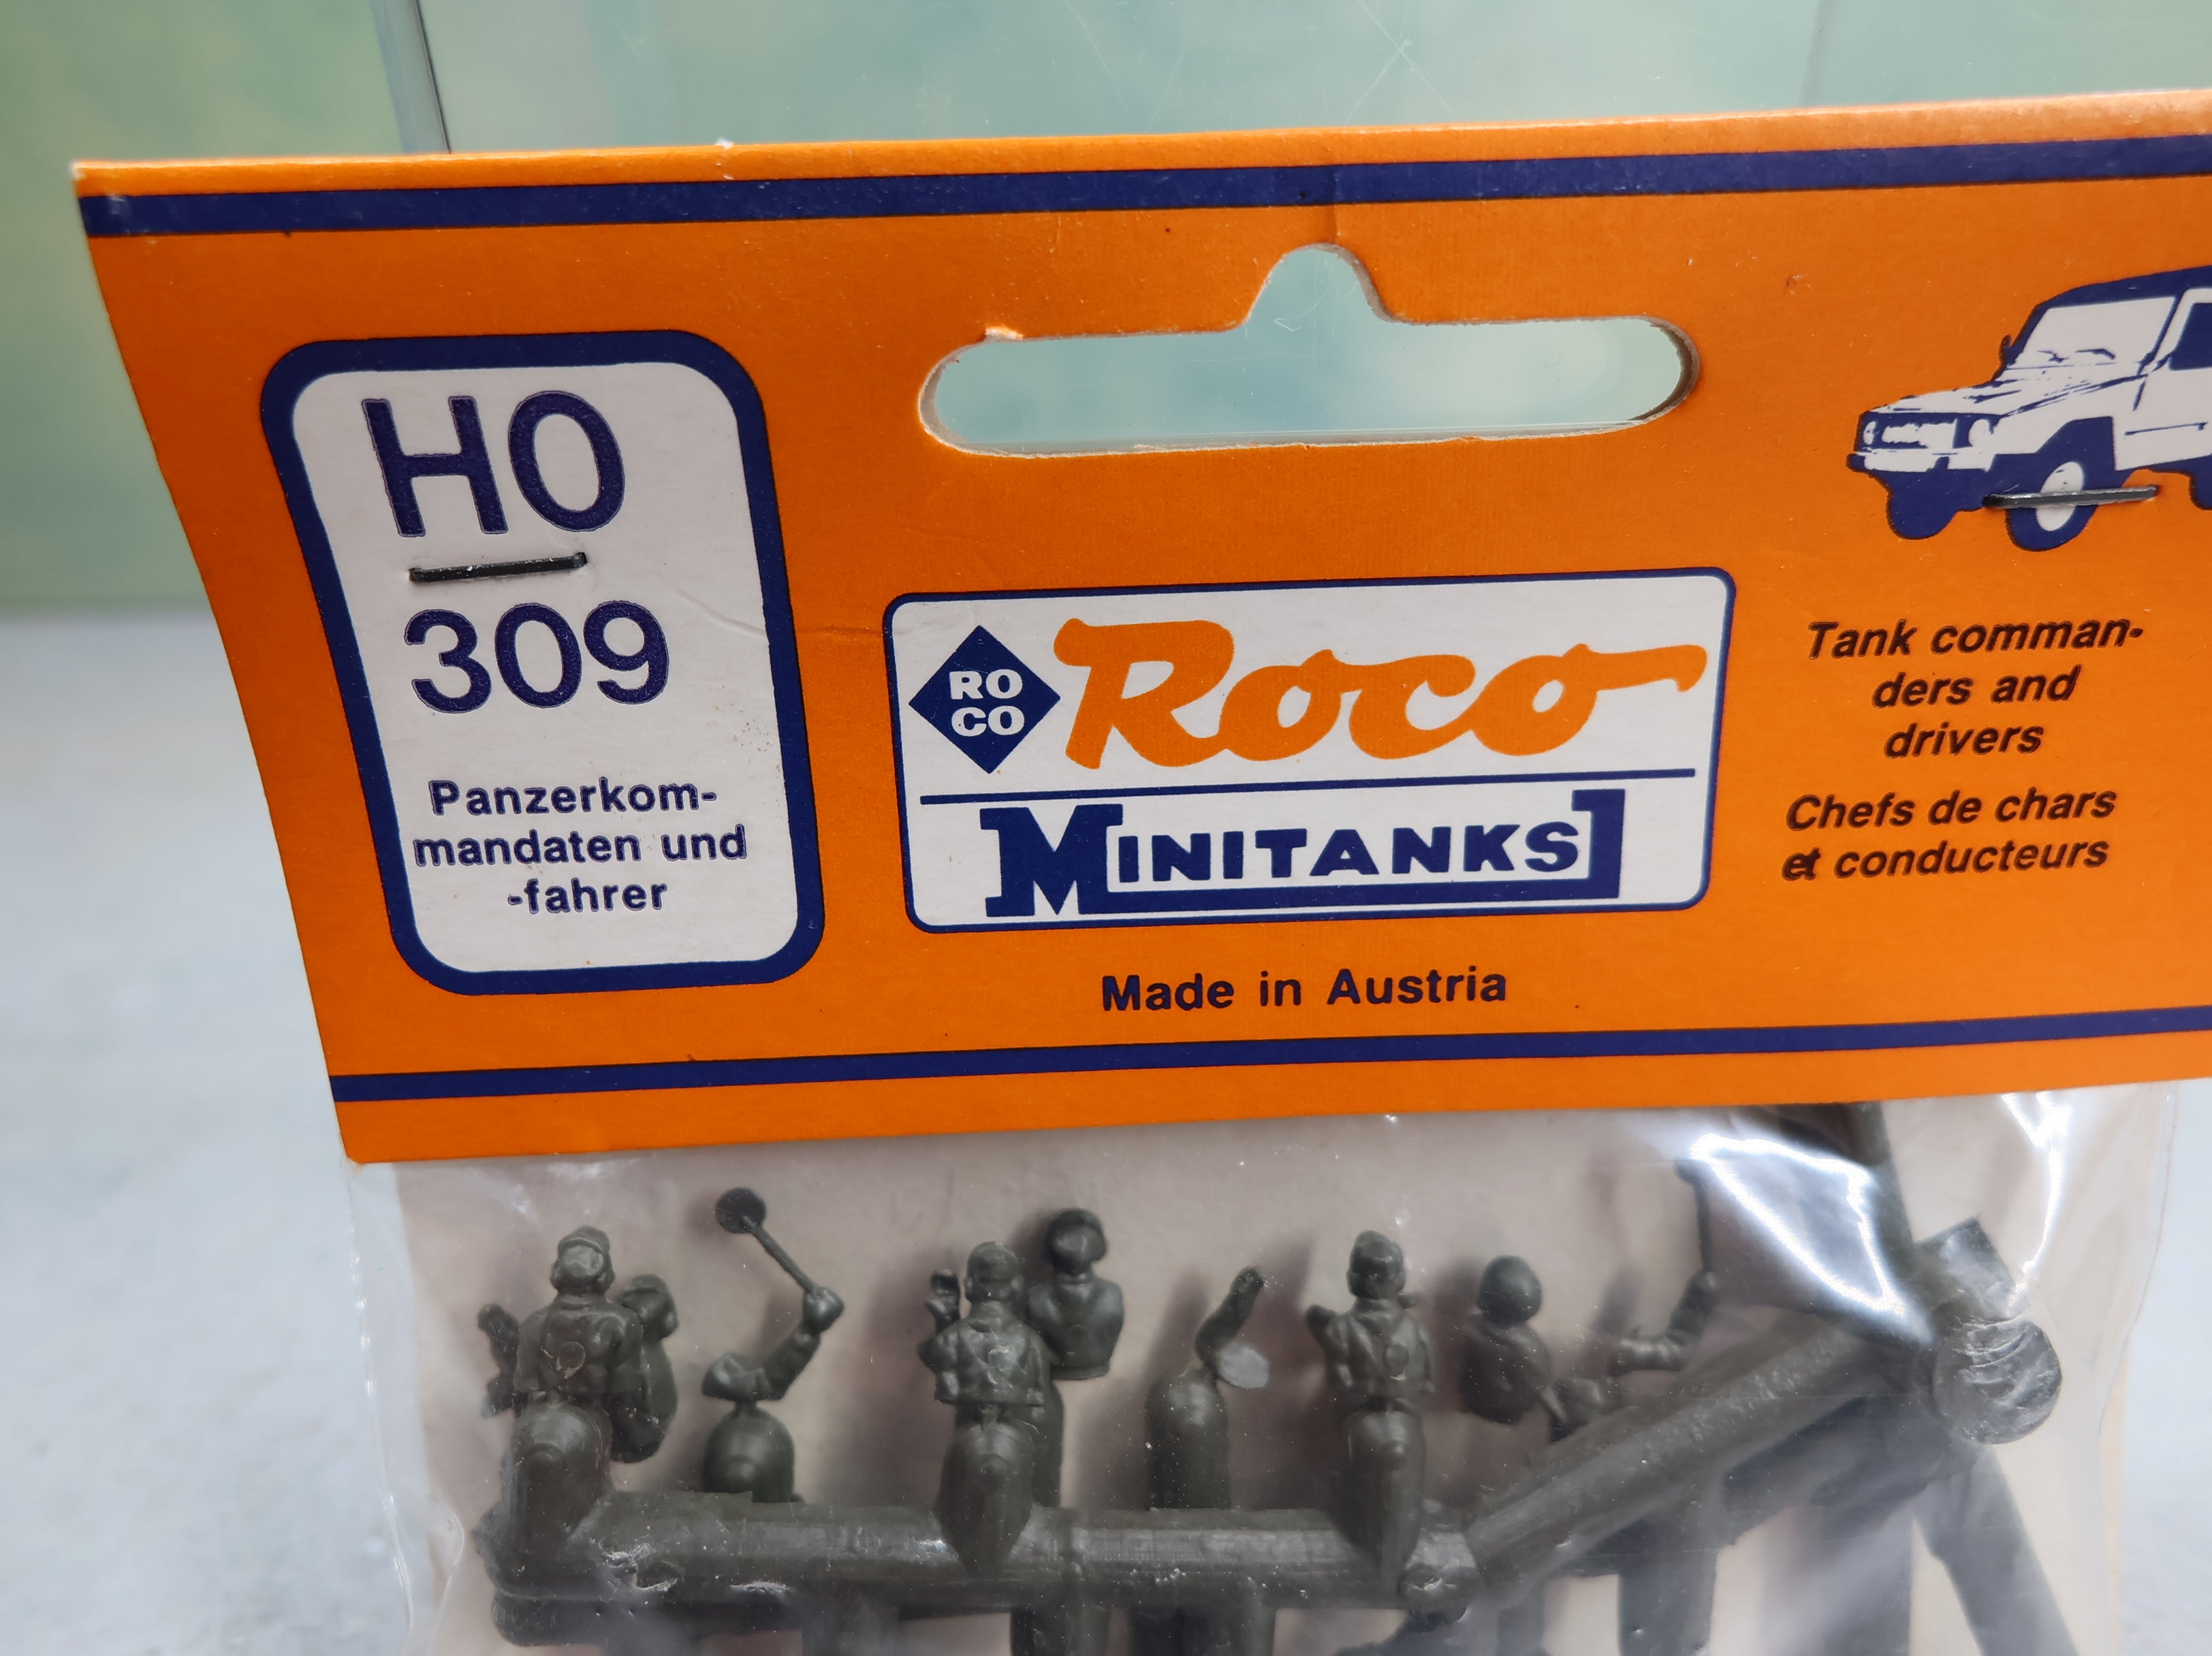 HO
309
Panzerkom-
mandaten und
-fahrer
RO
CO
Roco
MINITANKS
Made in Austria
Tank comman-
ders and
drivers
Chefs de chars
et conducteurs